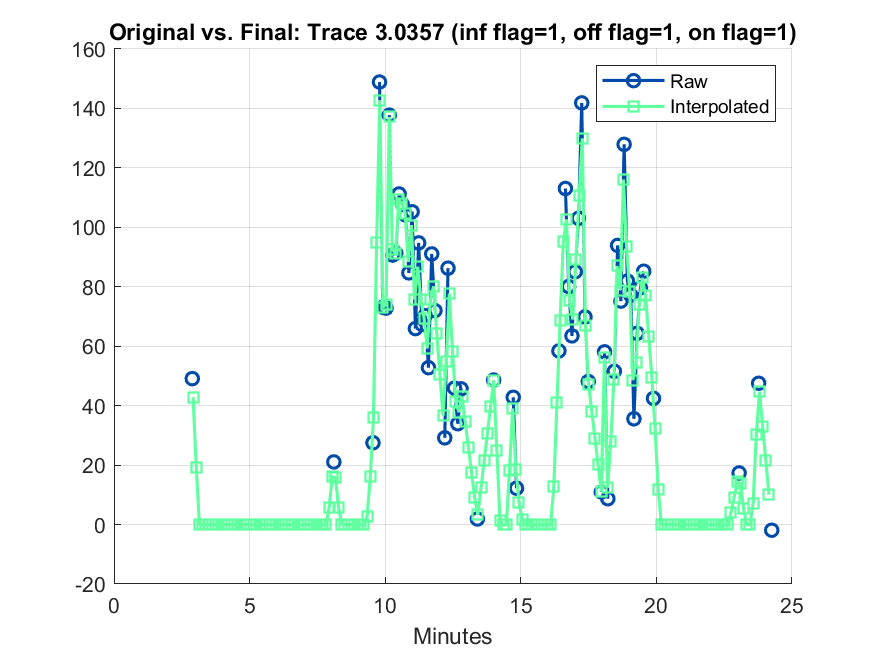 Original vs. Final: Trace 3.0357 (inf flag=1, off flag=1, on flag=1)
160
140
120
100
80
60
40
20
0
-20
Raw
Interpolated
0 5 10 15 20 25
Minutes